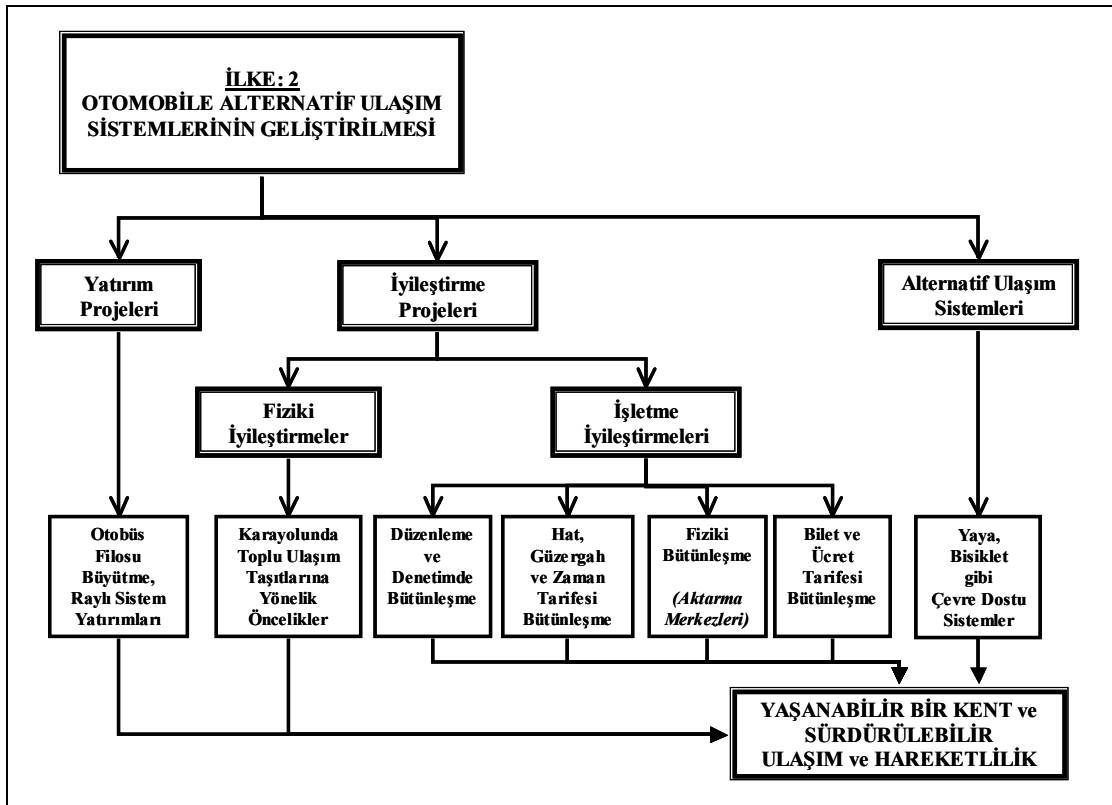 İLKE: 2
OTOMOBİLE ALTERNATİF ULAŞIM
SİSTEMLERİNİN GELİŞTİRİLMESİ
Yatırım
Projeleri
İyileştirme
Projeleri
Alternatif Ulaşım
Sistemleri
Fiziki
İyileştirmeler
İşletme
İyileştirmeleri
Otobüs
Filosu
Büyütme,
Raylı Sistem
Yatırımları
Karayolunda
Toplu Ulaşım
Taşıtlarına
Yönelik
Öncelikler
Düzenleme
ve
Denetimde
Bütünleşme
Hat,
Güzergah
ve Zaman
Tarifesi
Bütünleşme
Fiziki
Bütünleşme
(Aktarma
Merkezleri)
Bilet ve
Ücret
Tarifesi
Bütünleşme
Yaya,
Bisiklet
gibi
Çevre Dostu
Sistemler
YAŞANABİLİR BİR KENT ve
SÜRDÜRÜLEBİLİR
ULAŞIM ve HAREKETLİLİK